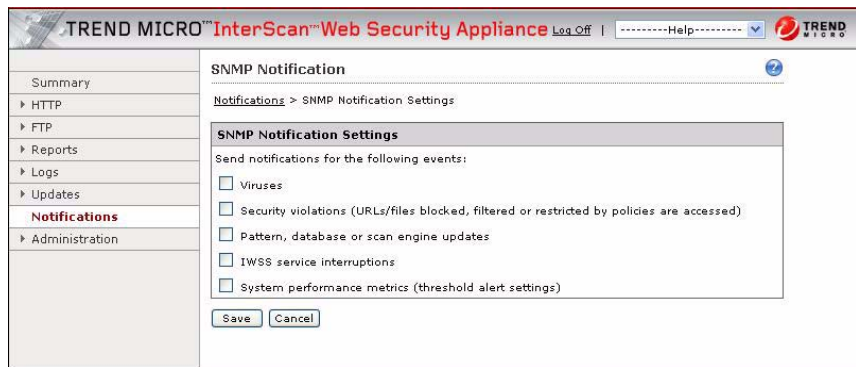 TREND MICRO™ InterScan™ Web Security Appliance Log Off | ---------Help--------- TREND MICRO
Summary
HTTP
FTP
Reports
Logs
Updates
Notifications
Administration
SNMP Notification
Notifications > SNMP Notification Settings
SNMP Notification Settings
Send notifications for the following events:
Viruses
Security violations (URLs/files blocked, filtered or restricted by policies are accessed)
Pattern, database or scan engine updates
IWSS service interruptions
System performance metrics (threshold alert settings)
Save Cancel